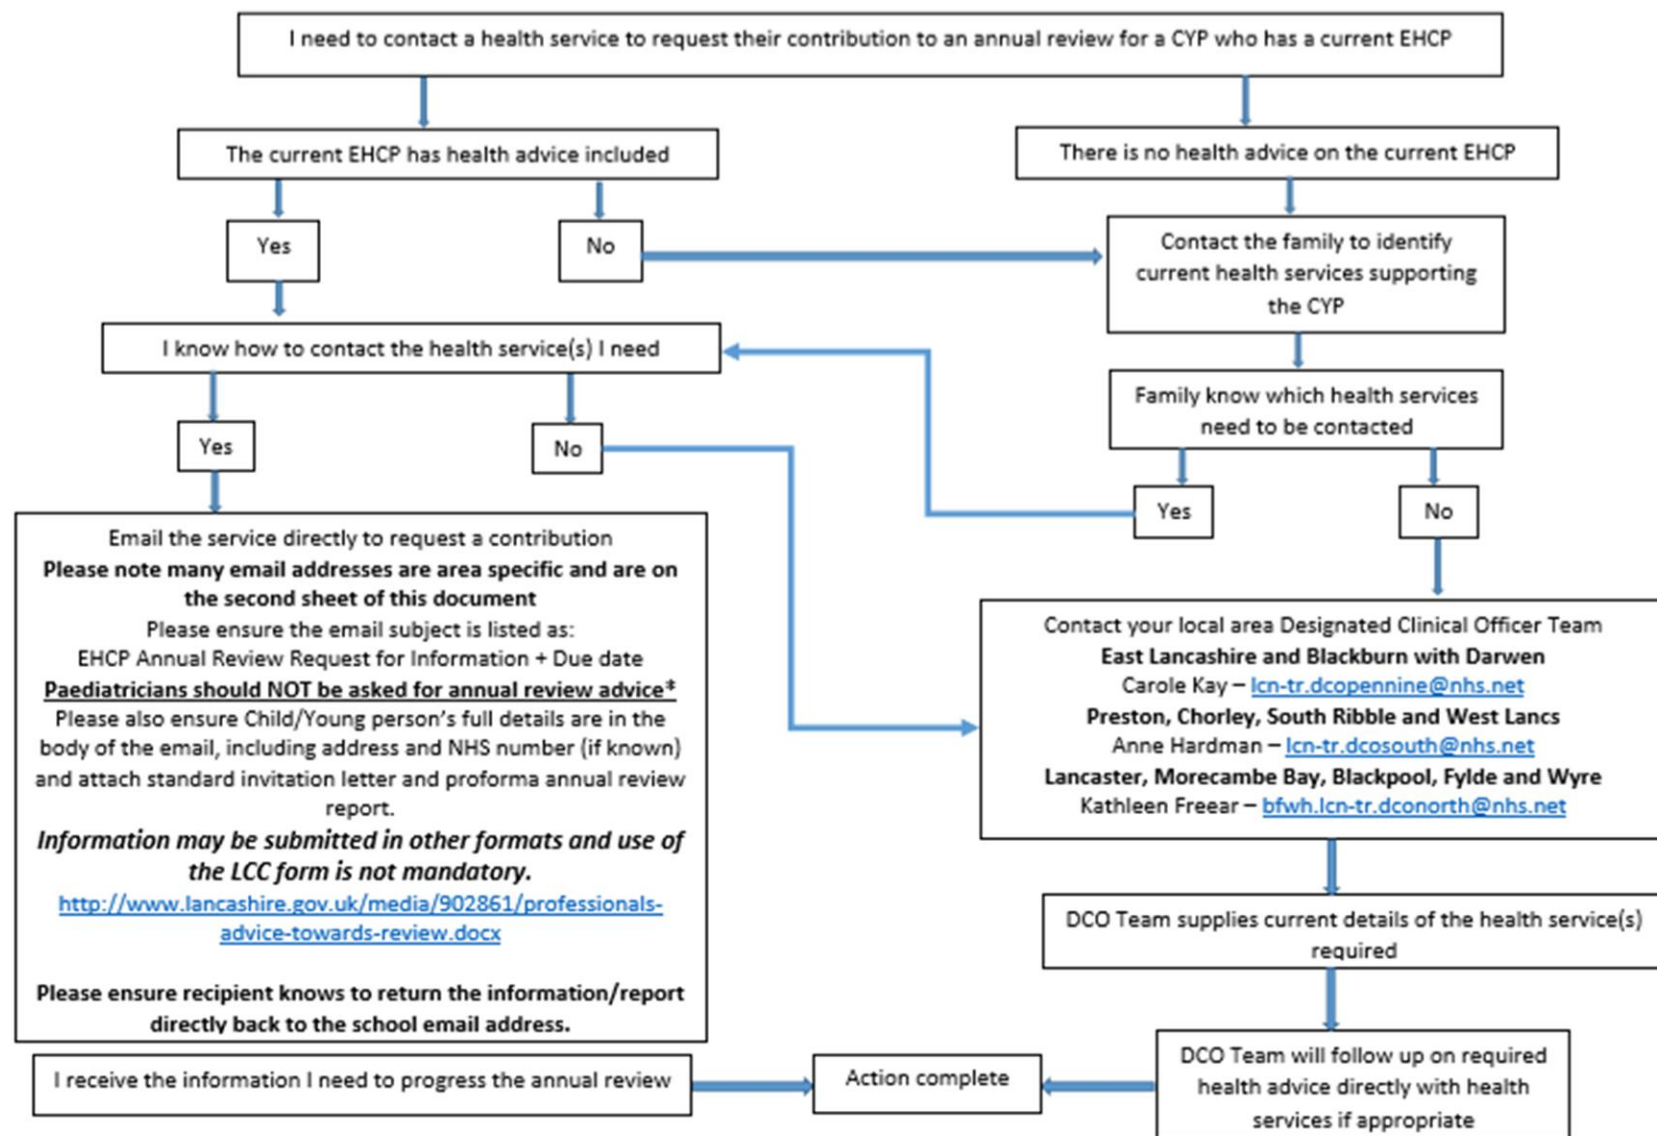 I need to contact a health service to request their contribution to an annual review for a CYP who has a current EHCP
The current EHCP has health advice included
There is no health advice on the current EHCP
Yes
No
Contact the family to identify
current health services supporting
the CYP
I know how to contact the health service(s) I need
Family know which health services
need to be contacted
Yes
No
Yes
No
Email the service directly to request a contribution
Please note many email addresses are area specific and are on
the second sheet of this document
Please ensure the email subject is listed as:
EHCP Annual Review Request for Information + Due date
Paediatricians should NOT be asked for annual review advice*
Please also ensure Child/Young person's full details are in the
body of the email, including address and NHS number (if known)
and attach standard invitation letter and proforma annual review
report.
Information may be submitted in other formats and use of
the LCC form is not mandatory.
http://www.lancashire.gov.uk/media/902861/professionals-
advice-towards-review.docx
Please ensure recipient knows to return the information/report
directly back to the school email address.
Contact your local area Designated Clinical Officer Team
East Lancashire and Blackburn with Darwen
Carole Kay – lcn-tr.dcopennine@nhs.net
Preston, Chorley, South Ribble and West Lancs
Anne Hardman – lcn-tr.dcosouth@nhs.net
Lancaster, Morecambe Bay, Blackpool, Fylde and Wyre
Kathleen Freear – bfwh.lcn-tr.dconorth@nhs.net
DCO Team supplies current details of the health service(s)
required
I receive the information I need to progress the annual review
Action complete
DCO Team will follow up on required
health advice directly with health
services if appropriate